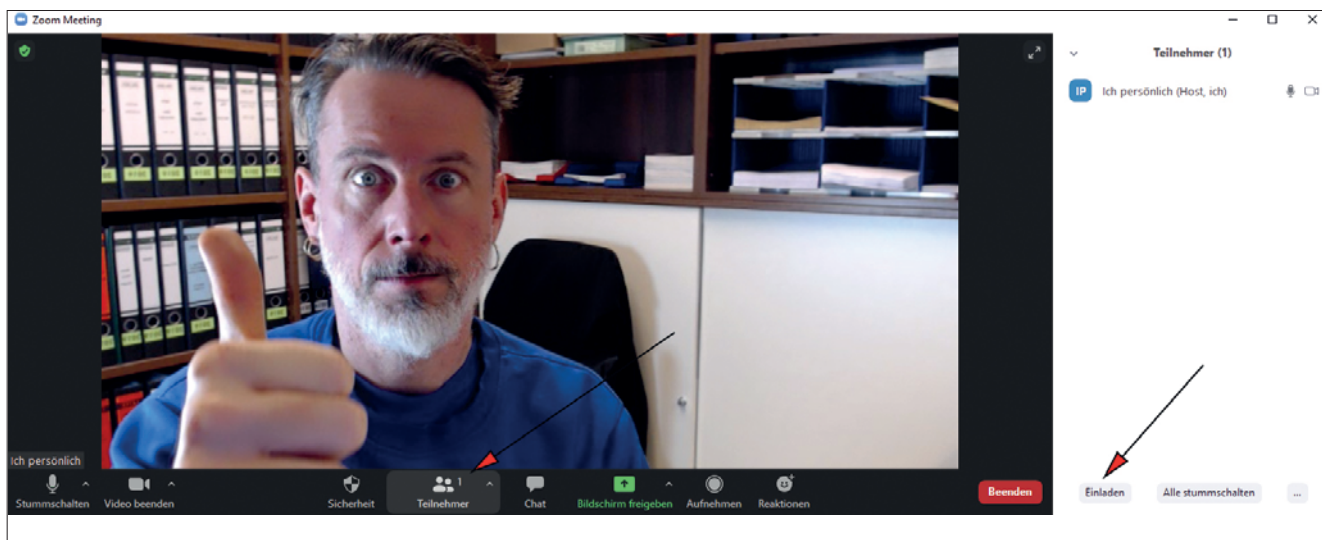 Zoom Meeting
Teilnehmer (1)
IP Ich persönlich (Host, ich)
Ich persönlich
1
Stummschalten Video beenden Sicherheit Teilnehmer Chat Bildschirm freigeben Aufnehmen Reaktionen Beenden
Einladen Alle stummschalten ...